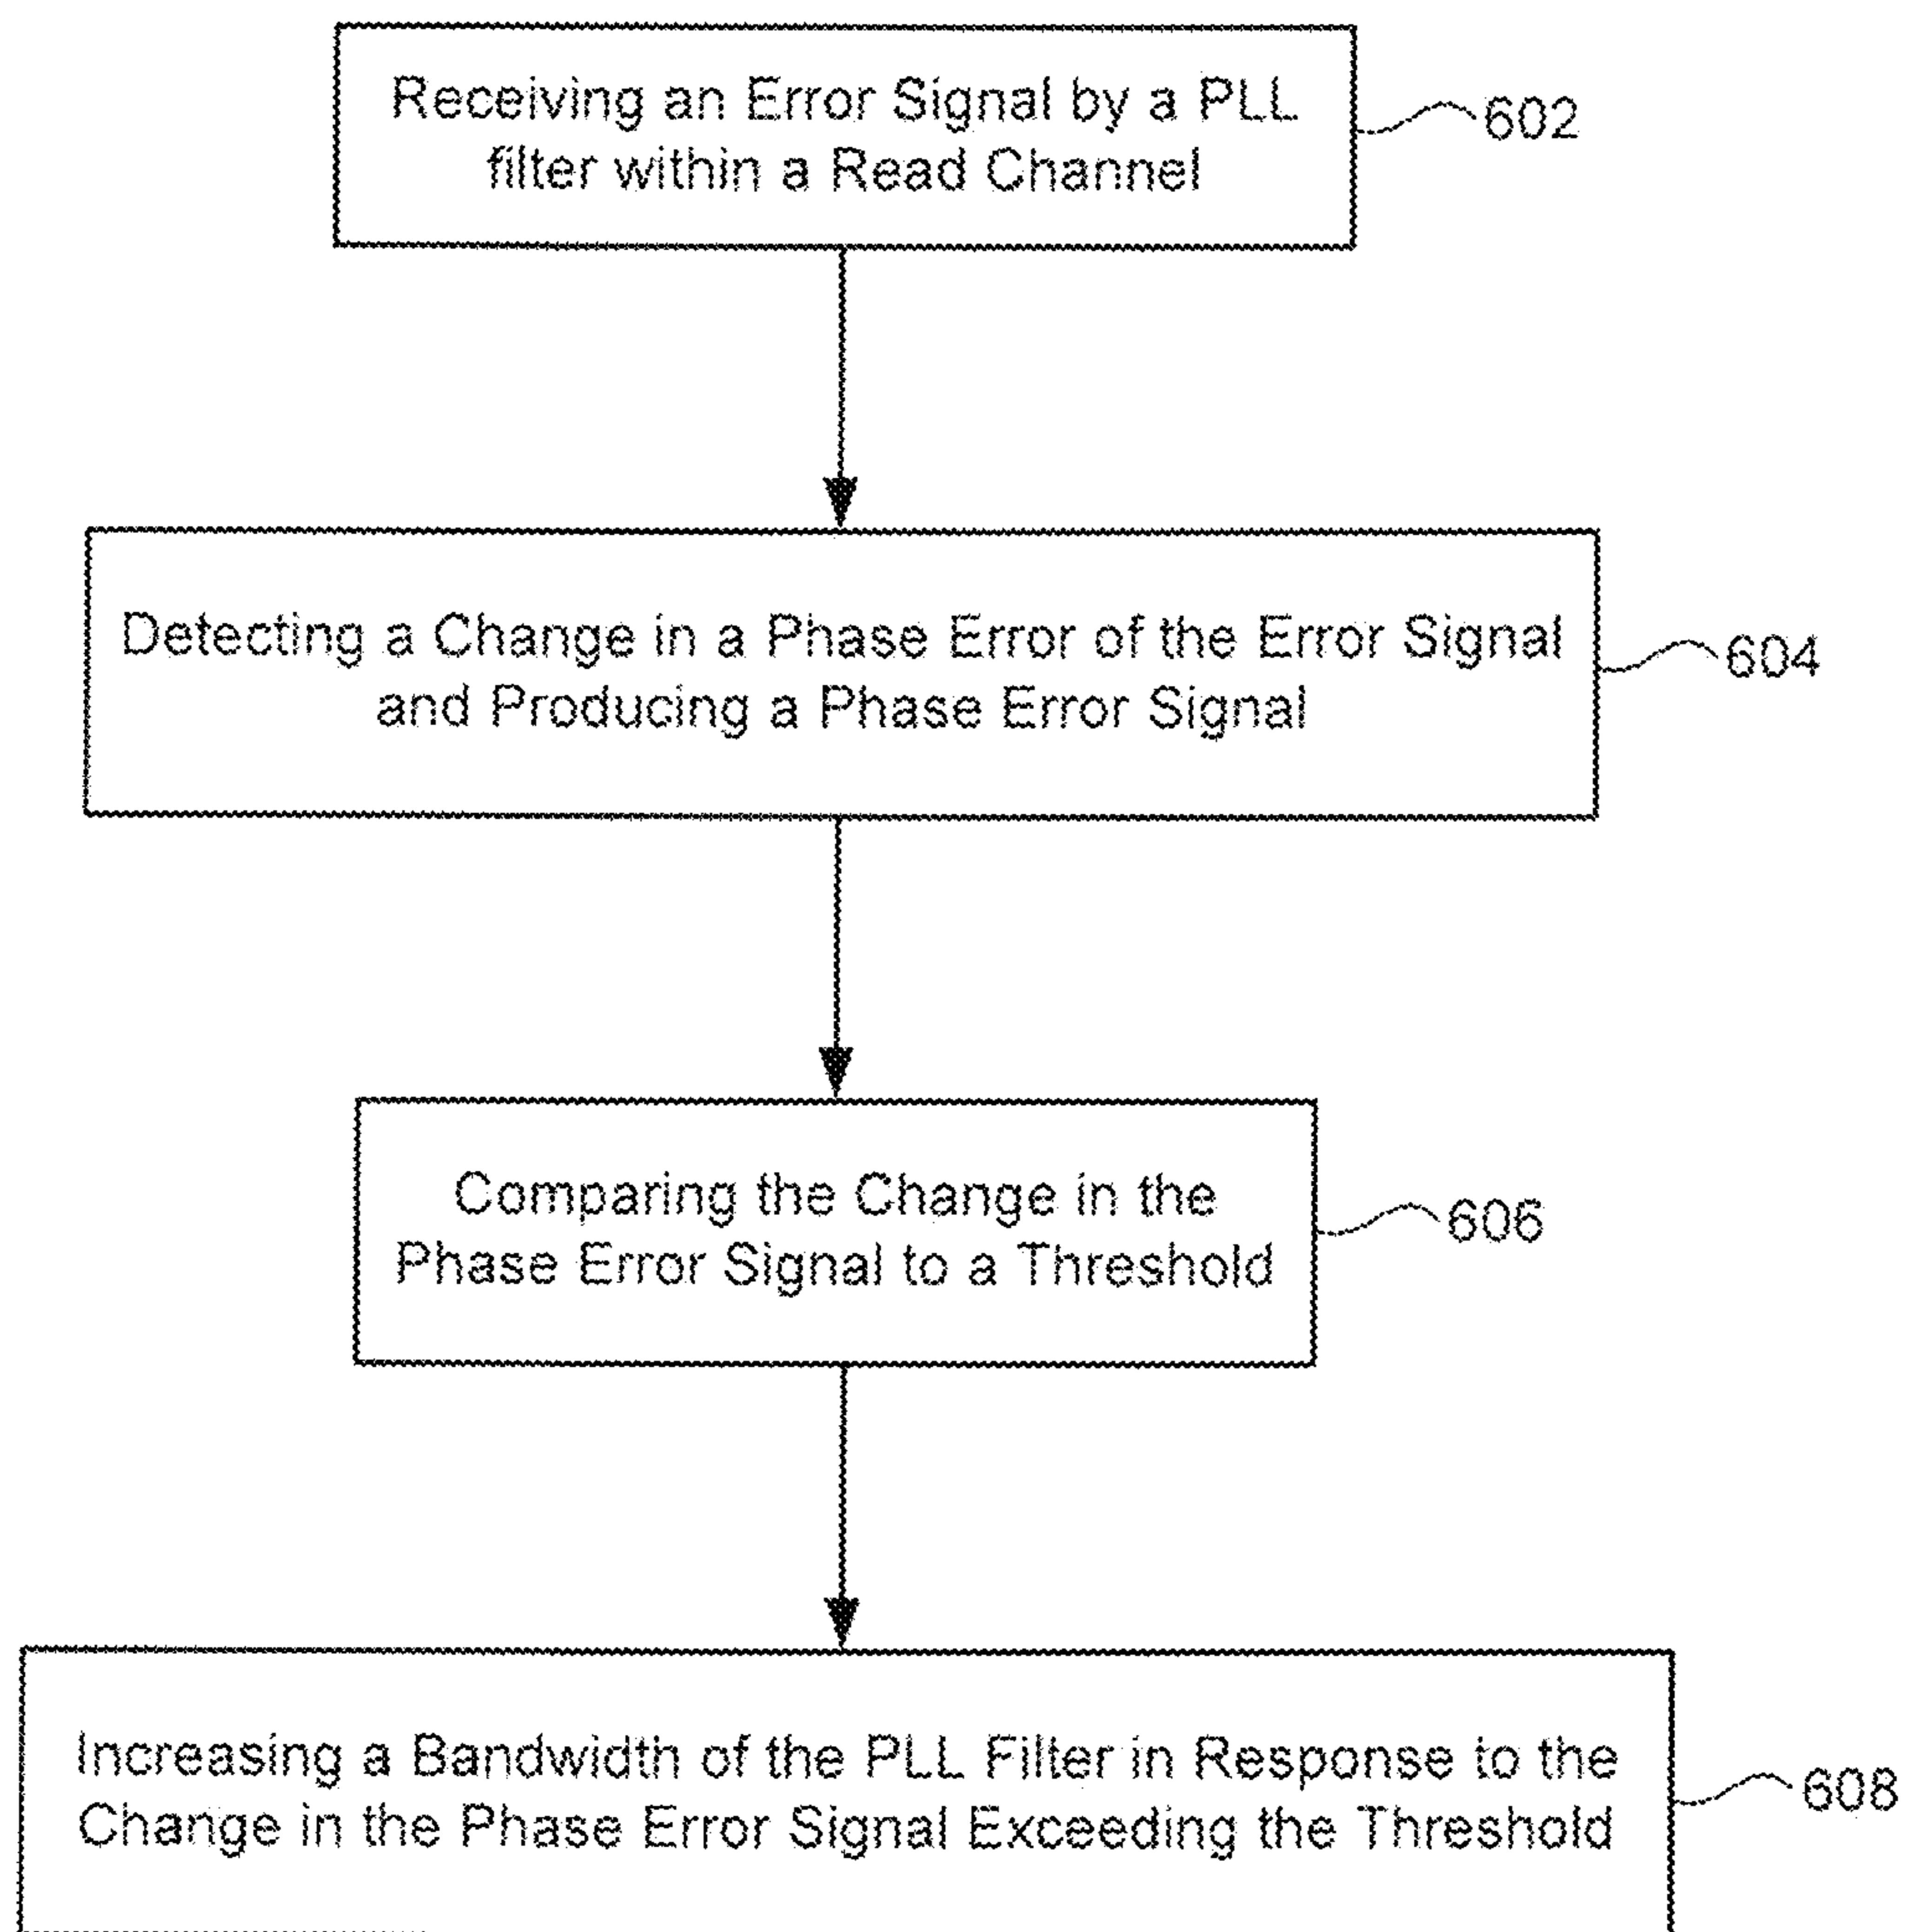 Receiving an Error Signal by a PLL
filter within a Read Channel
602
Detecting a Change in a Phase Error of the Error Signal
and Producing a Phase Error Signal
604
Comparing the Change in the
Phase Error Signal to a Threshold
606
Increasing a Bandwidth of the PLL Filter in Response to the
Change in the Phase Error Signal Exceeding the Threshold
608